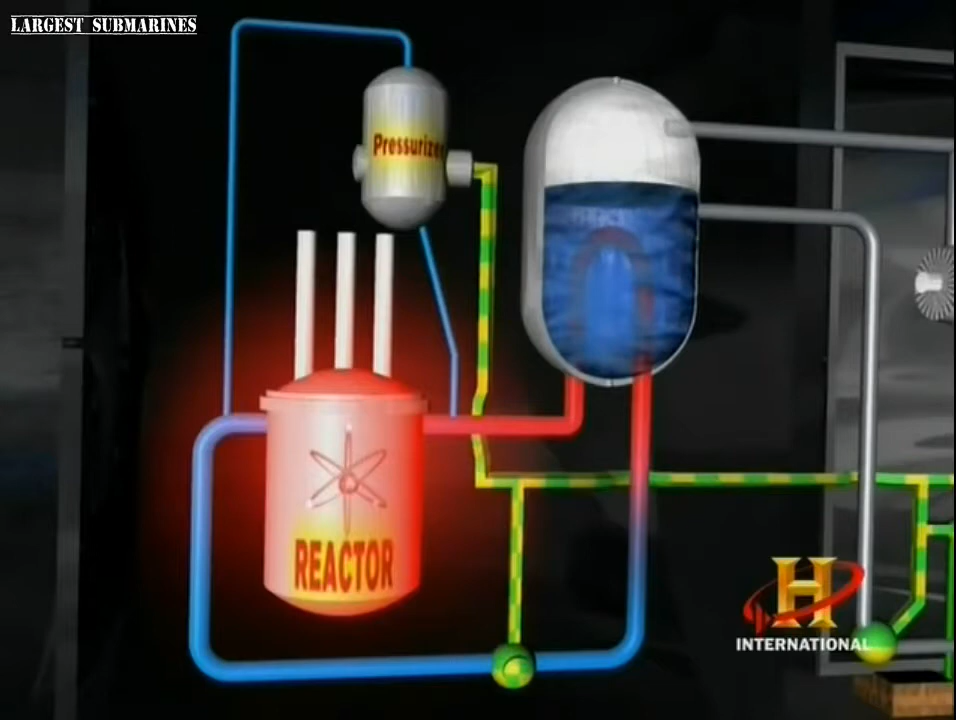 LARGEST SUBMARINES
Pressurizer
REACTOR
H
INTERNATIONAL